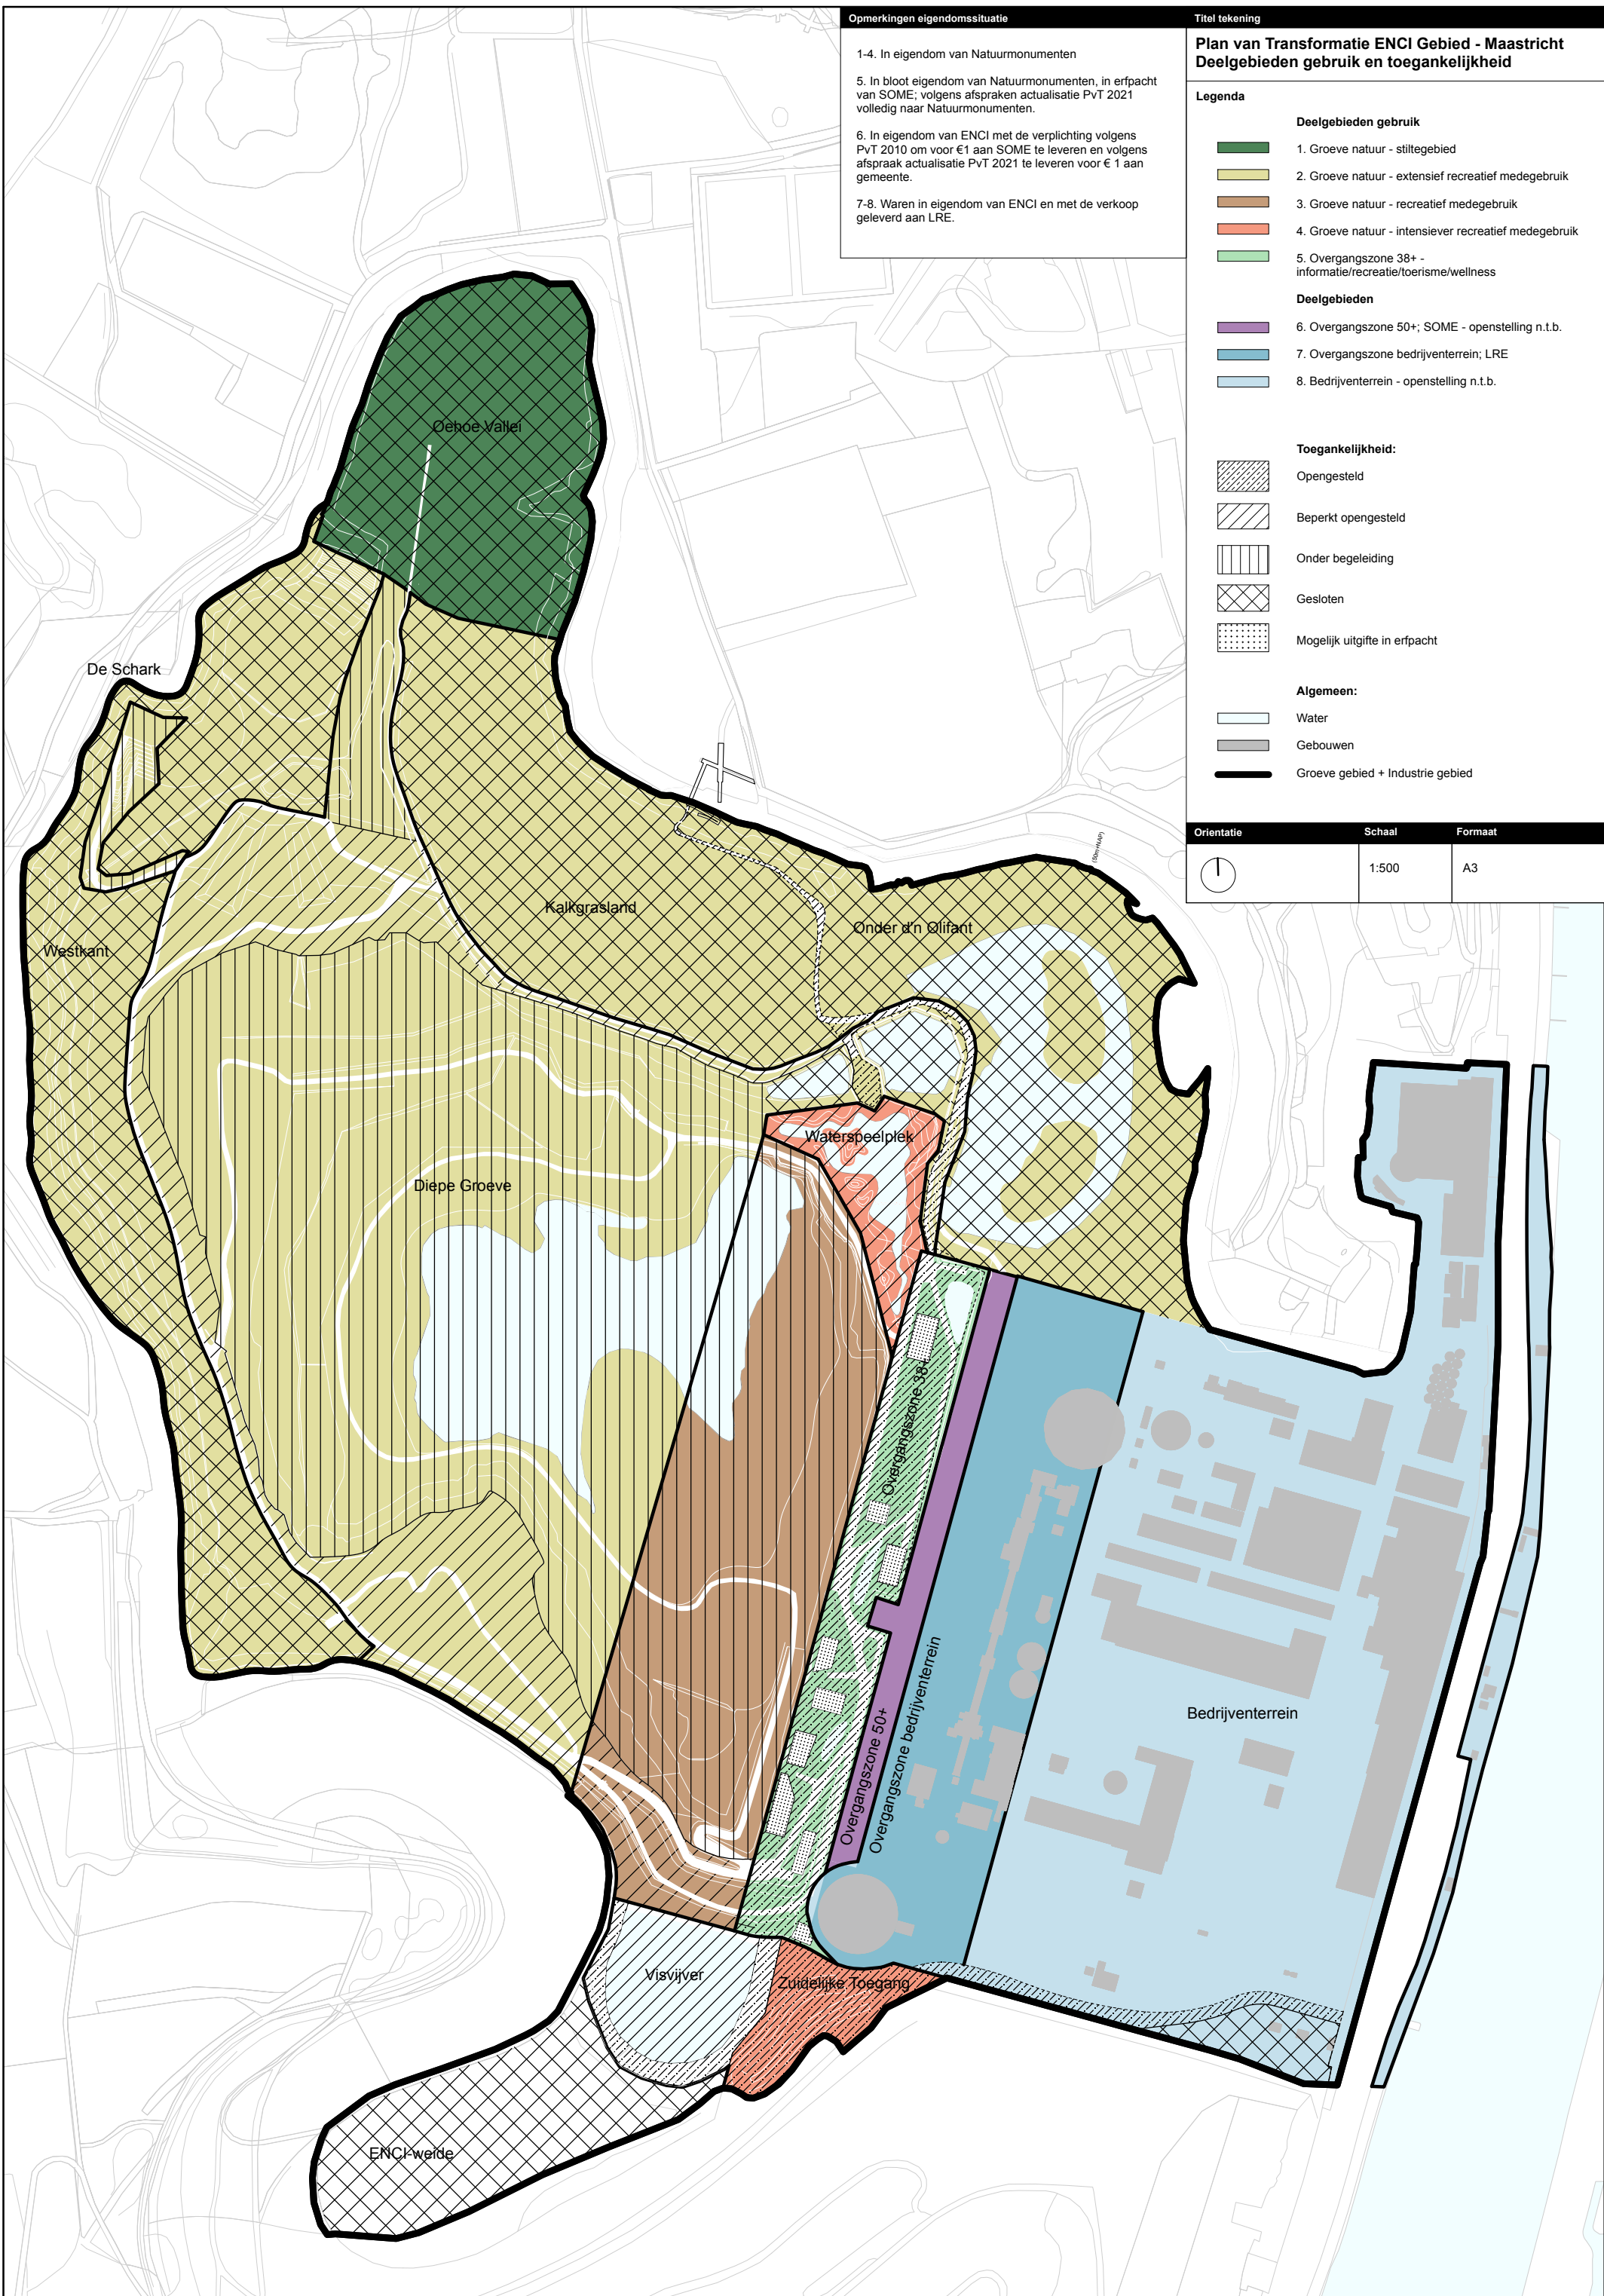 Opmerkingen eigendomssituatie
1-4. In eigendom van Natuurmonumenten
5. In bloot eigendom van Natuurmonumenten, in erfpacht
van SOME; volgens afspraken actualisatie PvT 2021
volledig naar Natuurmonumenten.
6. In eigendom van ENCI met de verplichting volgens
PvT 2010 om voor €1 aan SOME te leveren en volgens
afspraak actualisatie PvT 2021 te leveren voor € 1 aan
gemeente.
7-8. Waren in eigendom van ENCI en met de verkoop
geleverd aan LRE.
Titel tekening
Plan van Transformatie ENCI Gebied - Maastricht
Deelgebieden gebruik en toegankelijkheid
Legenda
Deelgebieden gebruik
1. Groeve natuur - stiltegebied
2. Groeve natuur - extensief recreatief medegebruik
3. Groeve natuur - recreatief medegebruik
4. Groeve natuur - intensiever recreatief medegebruik
5. Overgangszone 38+ -
informatie/recreatie/toerisme/wellness
Deelgebieden
6. Overgangszone 50+; SOME - openstelling n.t.b.
7. Overgangszone bedrijventerrein; LRE
8. Bedrijventerrein - openstelling n.t.b.
Toegankelijkheid:
Opengesteld
Beperkt opengesteld
Onder begeleiding
Gesloten
Mogelijk uitgifte in erfpacht
Algemeen:
Water
Gebouwen
Groeve gebied + Industrie gebied
Orientatie
Schaal
Formaat
1:500
A3
Oehoe Vallei
De Schark
(50m+NAP)
Kalkgrasland
Onder d'n Olifant
Westkant
Waterspeelplek
Diepe Groeve
Overgangszone 38+
Overgangszone 50+
Overgangszone bedrijventerrein
Bedrijventerrein
Visvijver
Zuidelijke Toegang
ENCI-weide